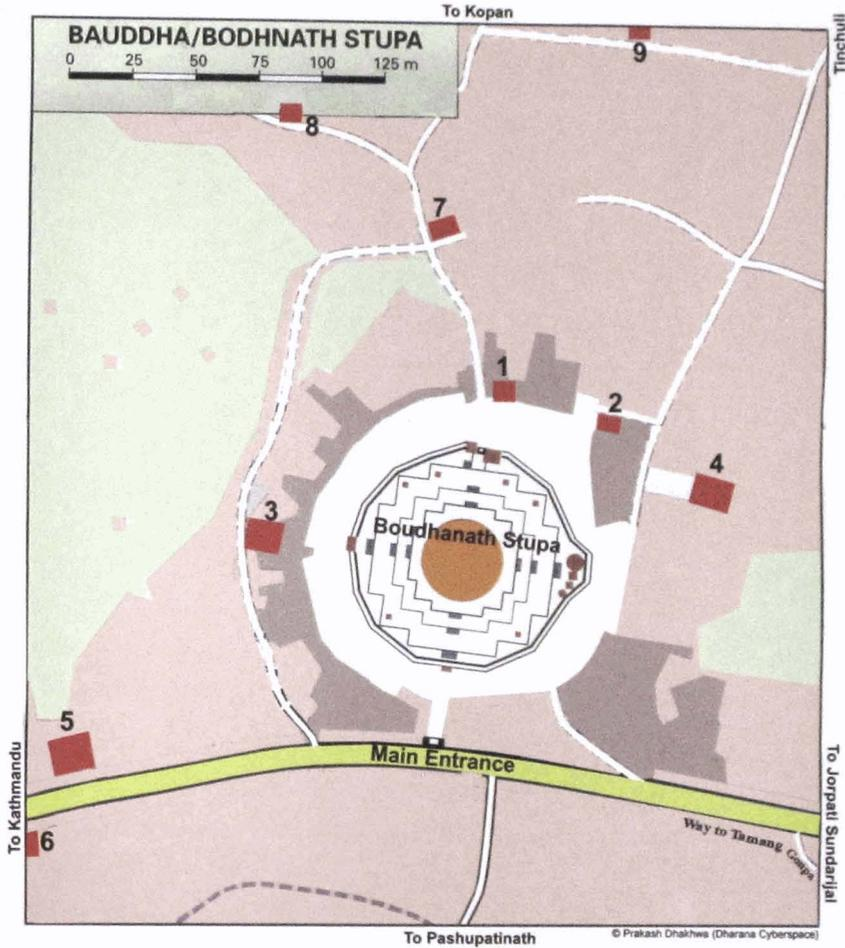 To Kopan
BAUDDHA/BODHNATH STUPA
0 25 50 75 100 125 m
Tinchuli
9
8
7
1
2
4
3
Boudhanath Stupa
5
Main Entrance
To Kathmandu
6
To Jorpati Sundarijal
Way to Tamang Gonpa
© Prakash Dhakhwa (Dharana Cyberspace)
To Pashupatinath